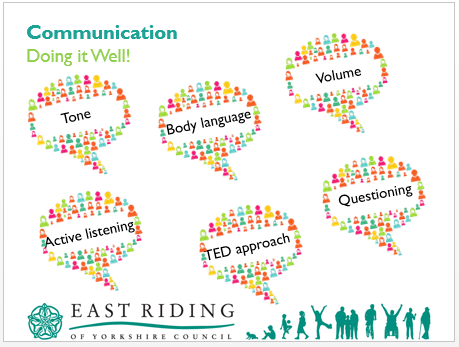 Communication
Doing it Well!
Volume
Tone
Body language
Questioning
Active listening
TED approach
EAST RIDING
OF YORKSHIRE COUNCIL